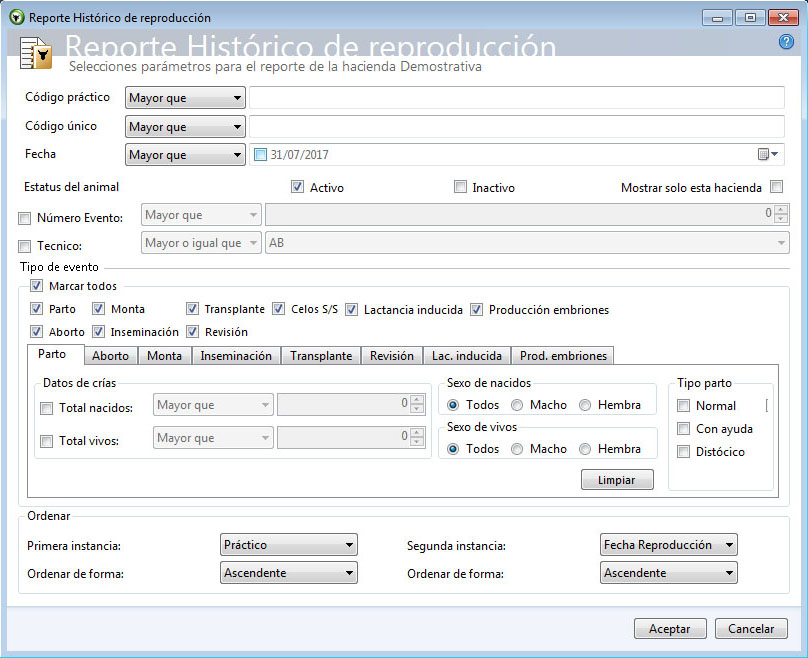 Reporte Histórico de reproducción
Reporte Histórico de reproducción
Selecciones parámetros para el reporte de la hacienda Demostrativa
Código práctico Mayor que
Código único Mayor que
Fecha Mayor que 31/07/2017
Estatus del animal Activo Inactivo Mostrar solo esta hacienda
Número Evento: Mayor que 0
Tecnico: Mayor o igual que AB
Tipo de evento
Marcar todos
Parto Monta Transplante Celos S/S Lactancia inducida Producción embriones
Aborto Inseminación Revisión
Parto Aborto Monta Inseminación Transplante Revisión Lac. inducida Prod. embriones
Datos de crías Sexo de nacidos Tipo parto
Total nacidos: Mayor que 0 Todos Macho Hembra Normal
Sexo de vivos Con ayuda
Total vivos: Mayor que 0 Todos Macho Hembra Distócico
Limpiar
Ordenar
Primera instancia: Práctico Segunda instancia: Fecha Reproducción
Ordenar de forma: Ascendente Ordenar de forma: Ascendente
Aceptar Cancelar